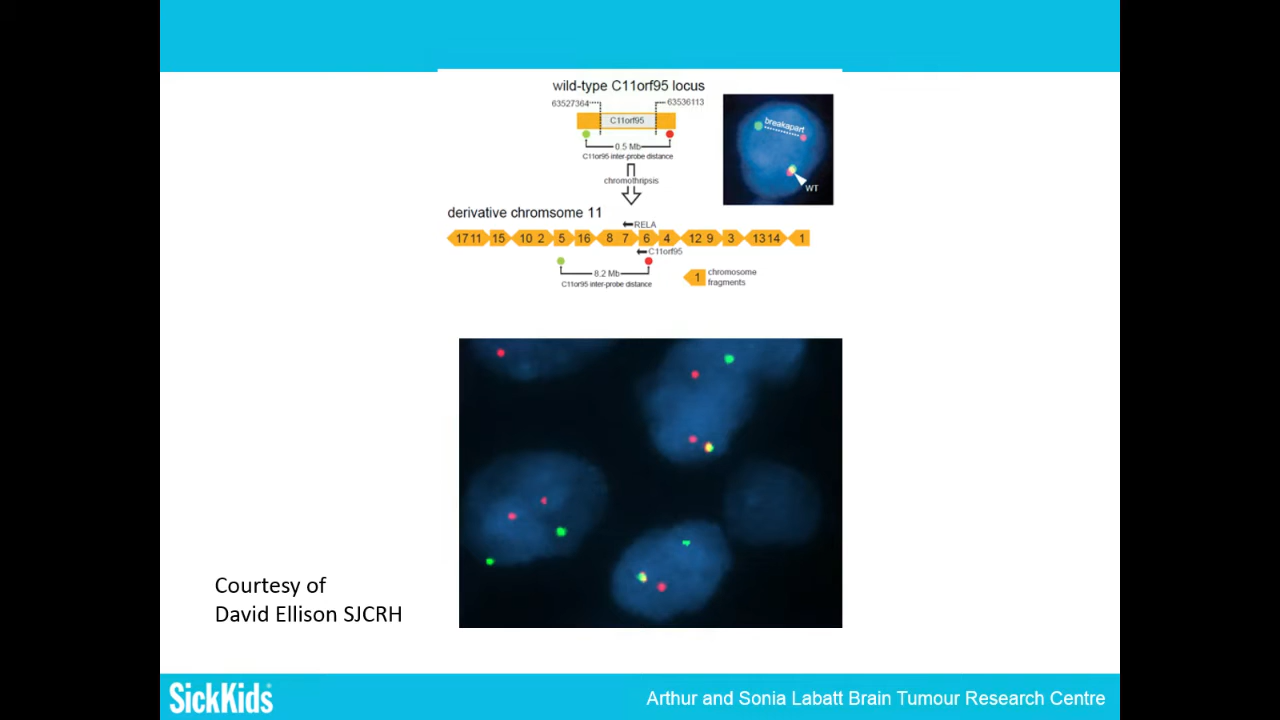 wild-type C11orf95 locus
63527364
63536113
C11orf95
0.5 Mb
C11or95 inter-probe distance
chromothripsis
breakapart
WT
derivative chromsome 11
RELA
17 11 15 10 2 5 16 8 7 6 4 12 9 3 13 14 1
C11orf95
8.2 Mb
C11or95 inter-probe distance
1
chromosome
fragments
Courtesy of
David Ellison SJCRH
SickKids
Arthur and Sonia Labatt Brain Tumour Research Centre